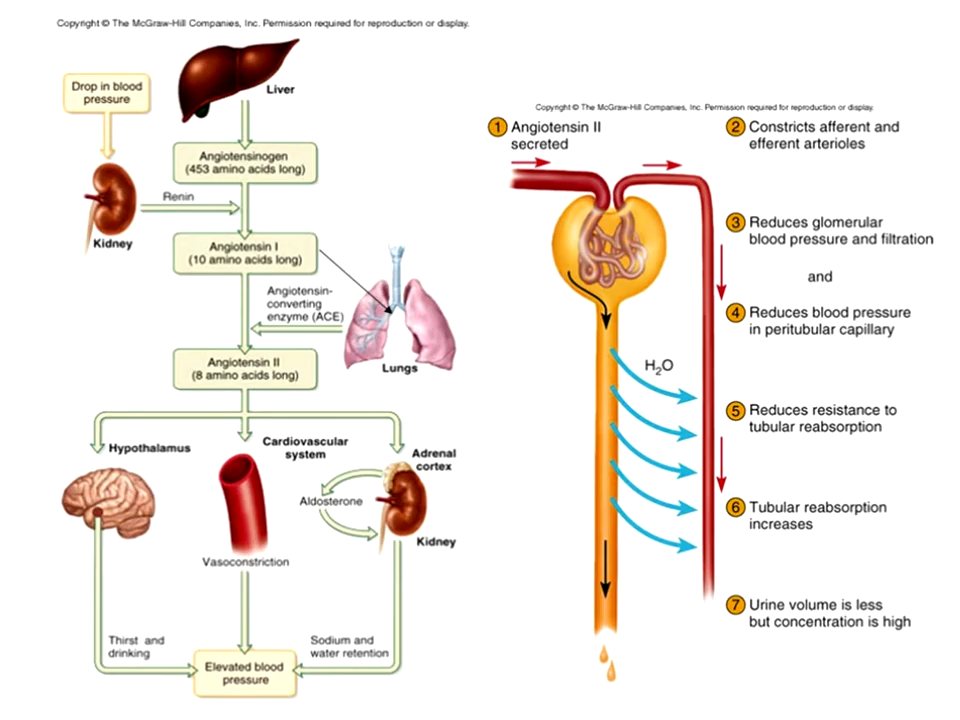 Copyright © The McGraw-Hill Companies, Inc. Permission required for reproduction or display.
Drop in blood
pressure
Liver
Angiotensinogen
(453 amino acids long)
Renin
Kidney
Angiotensin I
(10 amino acids long)
Angiotensin-
converting
enzyme (ACE)
Lungs
Angiotensin II
(8 amino acids long)
Hypothalamus
Cardiovascular
system
Adrenal
cortex
Aldosterone
Kidney
Vasoconstriction
Thirst and
drinking
Sodium and
water retention
Elevated blood
pressure
Copyright © The McGraw-Hill Companies, Inc. Permission required for reproduction or display.
1 Angiotensin II
secreted
2 Constricts afferent and
efferent arterioles
3 Reduces glomerular
blood pressure and filtration
and
4 Reduces blood pressure
in peritubular capillary
H₂O
5 Reduces resistance to
tubular reabsorption
6 Tubular reabsorption
increases
7 Urine volume is less
but concentration is high